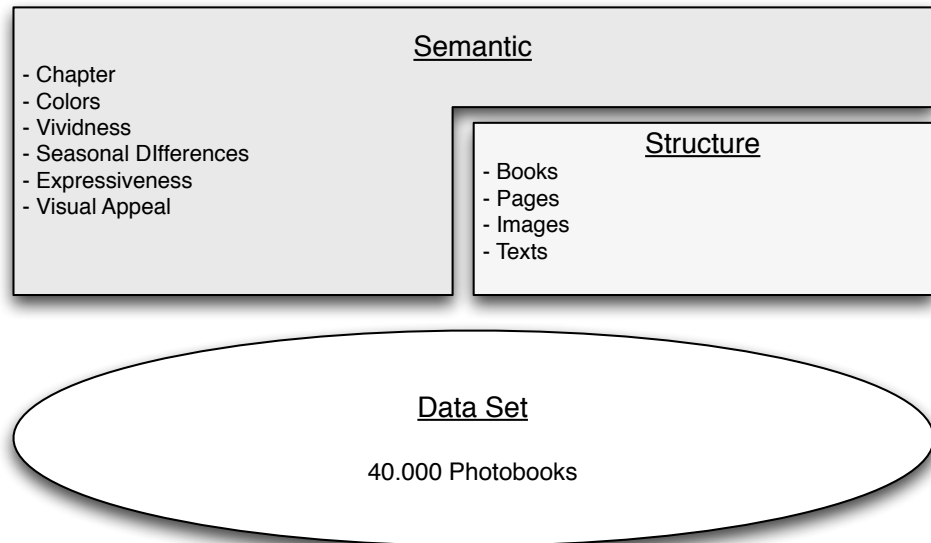 Semantic
- Chapter
- Colors
- Vividness
- Seasonal DIfferences
- Expressiveness
- Visual Appeal
Structure
- Books
- Pages
- Images
- Texts
Data Set
40.000 Photobooks